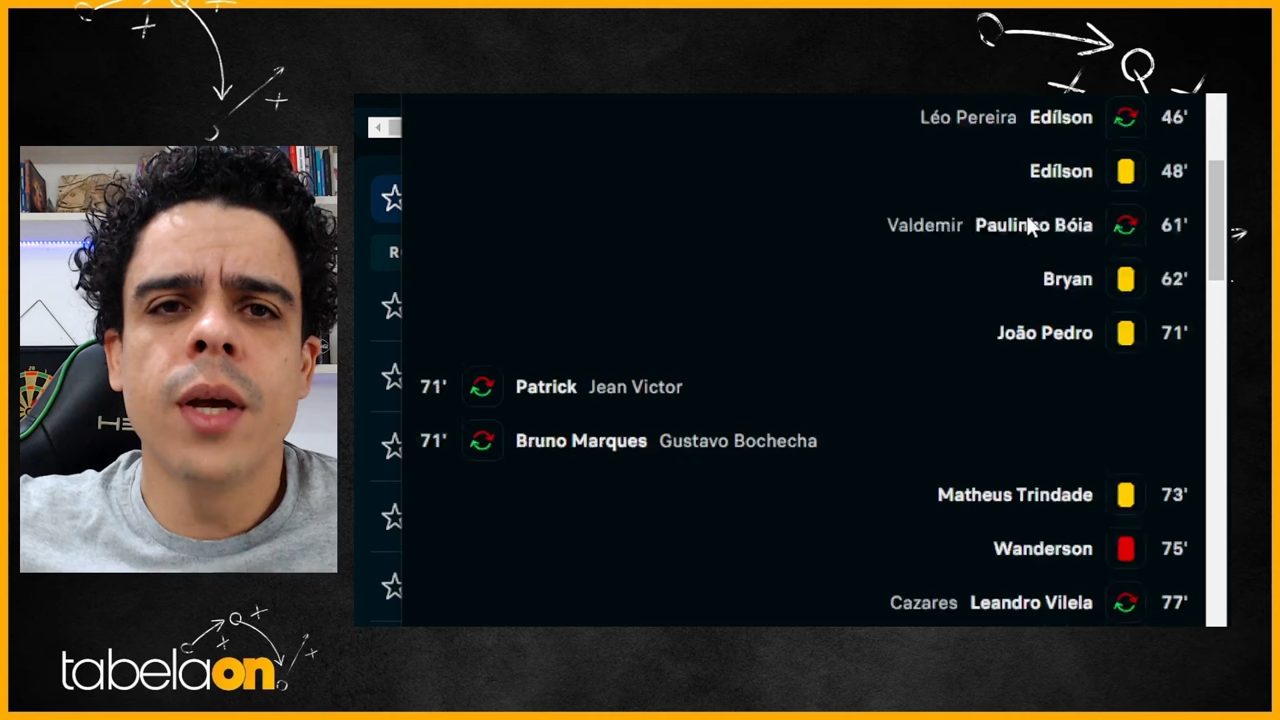 Léo Pereira Edílson 46'
Edílson 48'
Valdemir Paulinho Bóia 61'
R
Bryan 62'
João Pedro 71'
71' Patrick Jean Victor
71' Bruno Marques Gustavo Bochecha
Matheus Trindade 73'
Wanderson 75'
Cazares Leandro Vilela 77'
tabelaon